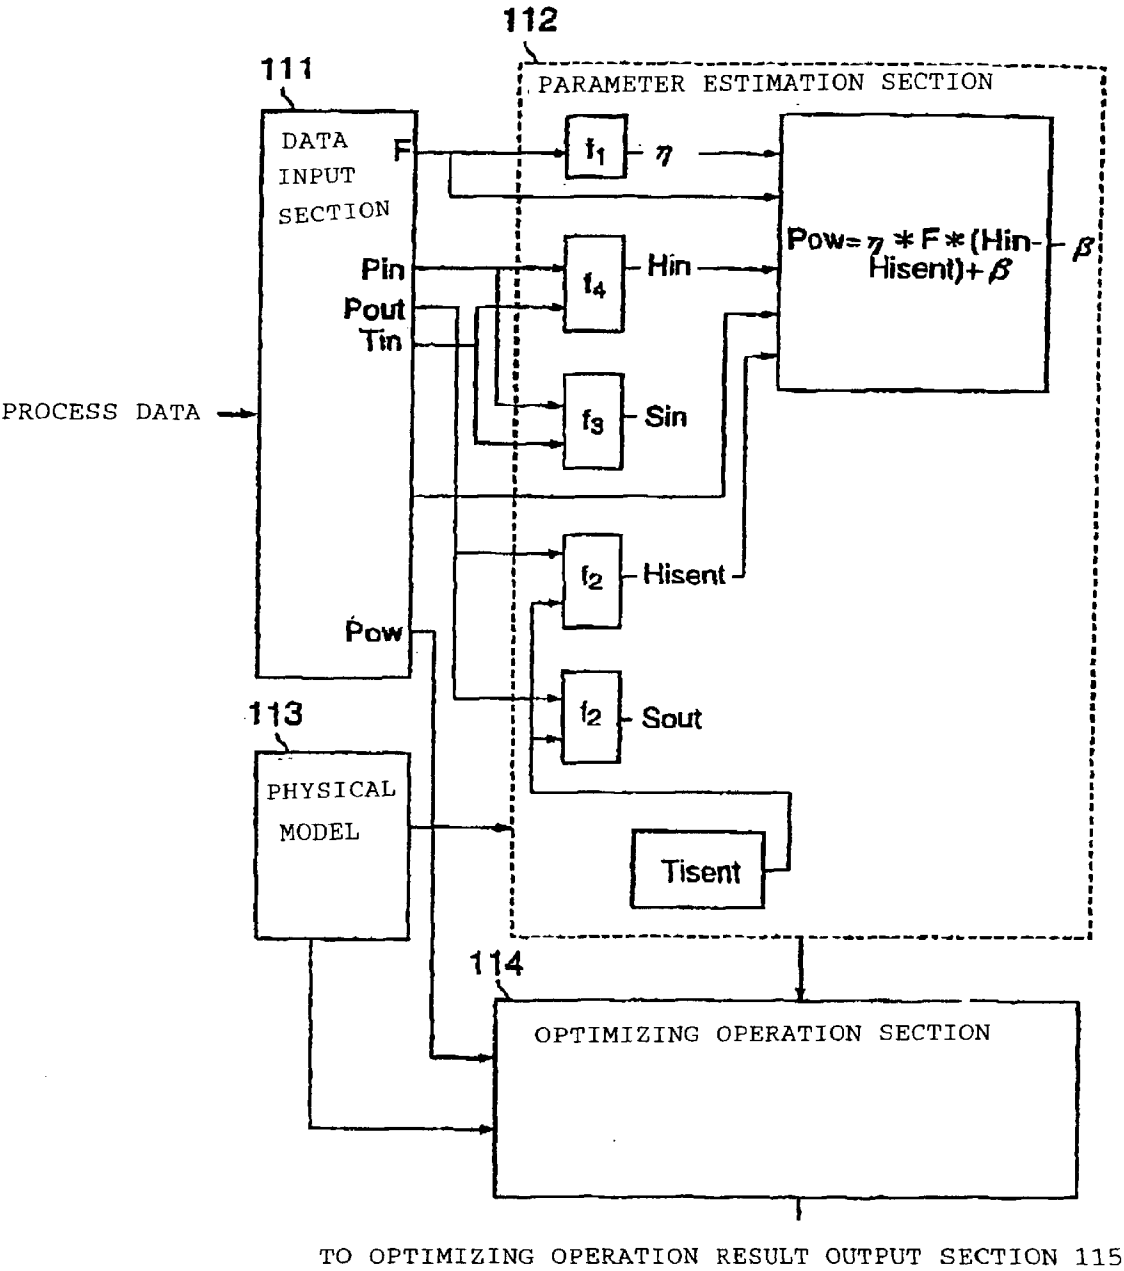 112
111
PARAMETER ESTIMATION SECTION
DATA
INPUT
SECTION
F
f1
η
Pin
Pout
Tin
f4
Hin
Pow=η*F*(Hin-
Hisent)+β
β
PROCESS DATA
f3
Sin
f2
Hisent
Pow
f2
Sout
113
PHYSICAL
MODEL
Tisent
114
OPTIMIZING OPERATION SECTION
TO OPTIMIZING OPERATION RESULT OUTPUT SECTION 115